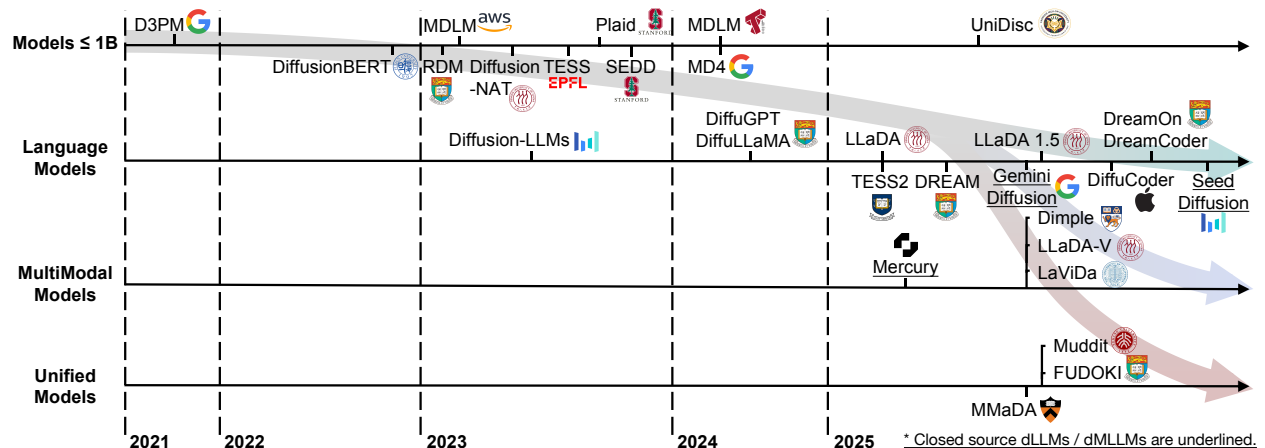 D3PM
MDLM aws
Plaid
STANFORD
MDLM
UniDisc
Models ≤ 1B
DiffusionBERT
RDM
Diffusion
-NAT
TESS
EPFL
SEDD
STANFORD
MD4
Language
Models
Diffusion-LLMs
DiffuGPT
DiffuLLaMA
LLaDA
LLaDA 1.5
DreamOn
DreamCoder
TESS2
DREAM
Gemini
Diffusion
DiffuCoder
Seed
Diffusion
MultiModal
Models
Mercury
Dimple
LLaDA-V
LaViDa
Unified
Models
Muddit
FUDOKI
MMaDA
2021
2022
2023
2024
2025
* Closed source dLLMs / dMLLMs are underlined.